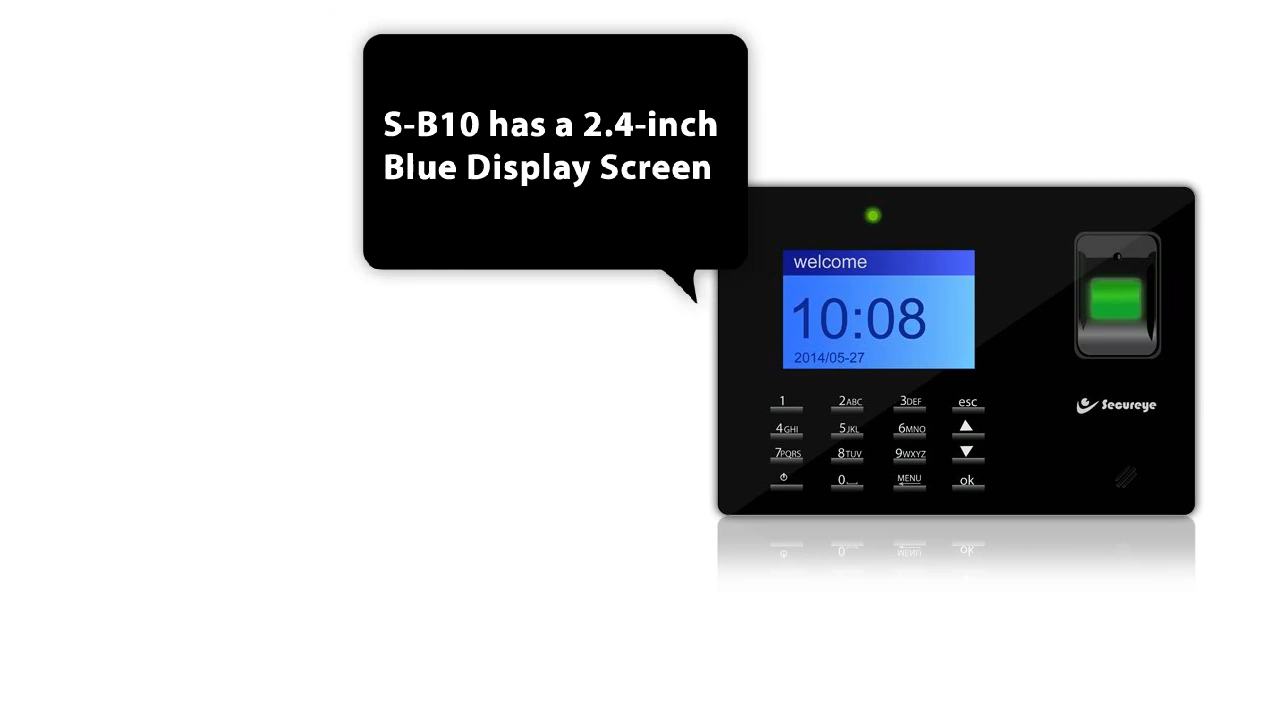 S-B10 has a 2.4-inch
Blue Display Screen
welcome
10:08
2014/05-27
1 2ABC 3DEF esc
4GHI 5JKL 6MNO
7PQRS 8TUV 9WXYZ
0 MENU ok
Secureye